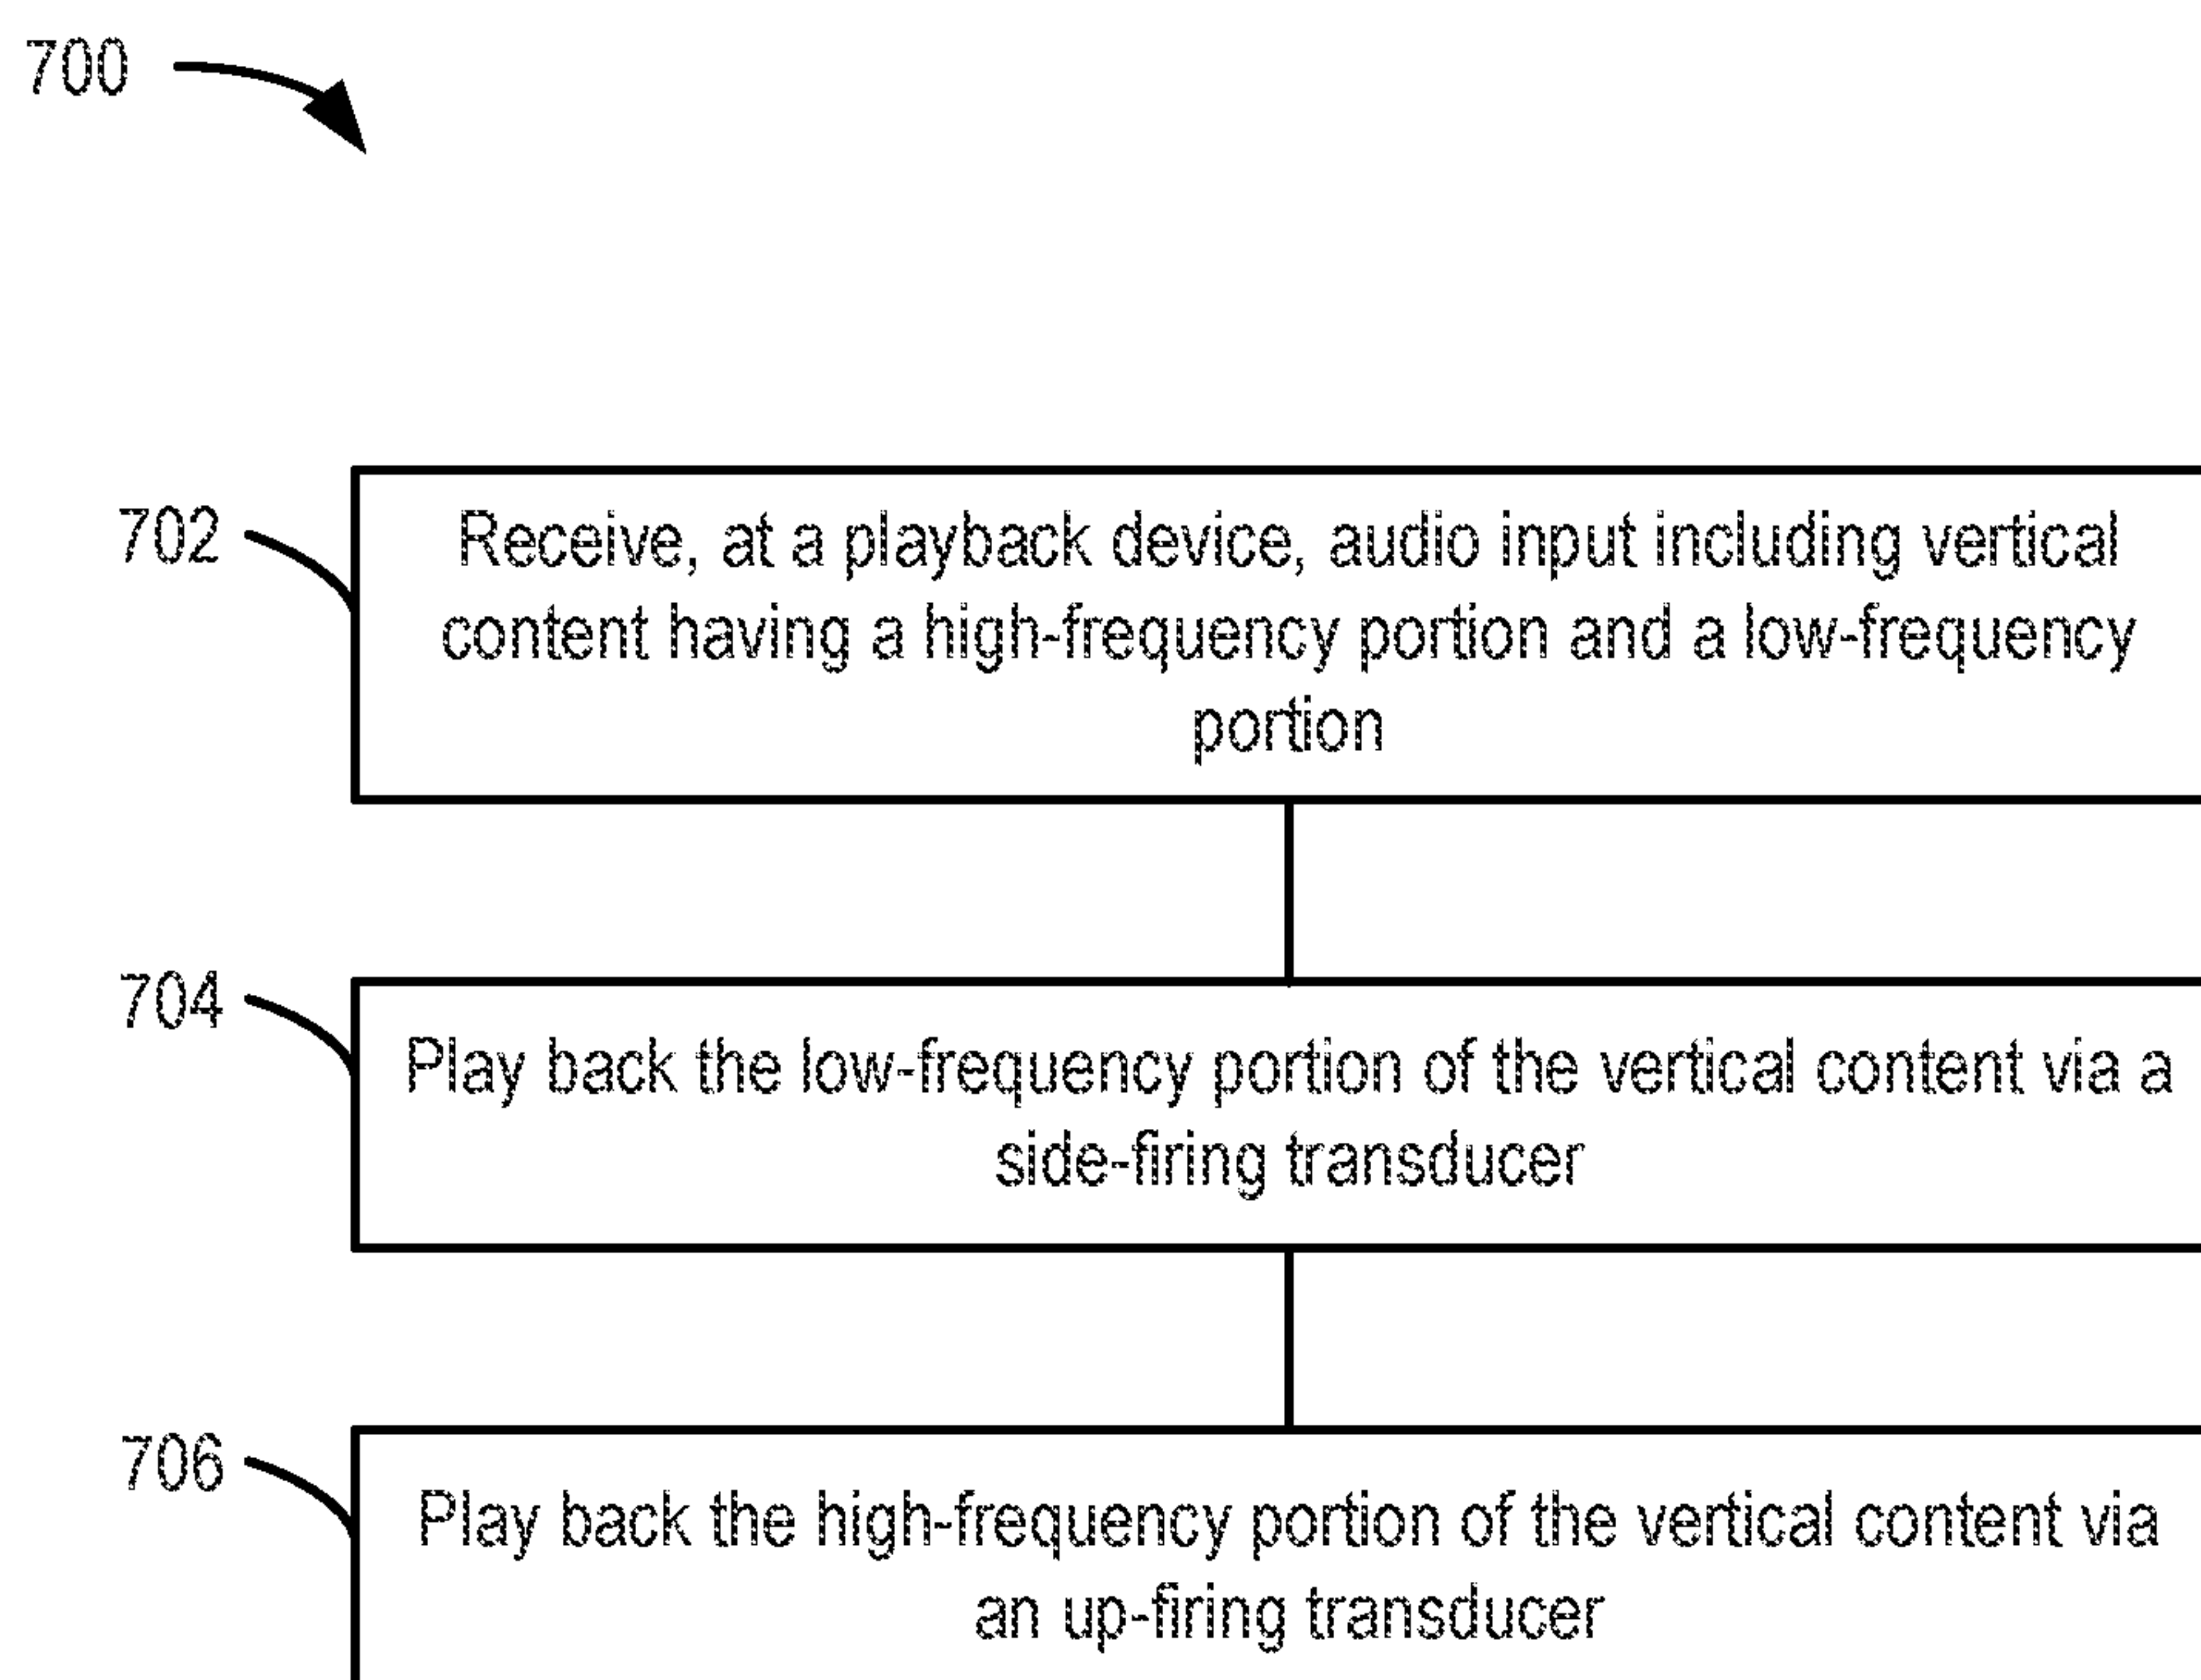 700
702
Receive, at a playback device, audio input including vertical
content having a high-frequency portion and a low-frequency
portion
704
Play back the low-frequency portion of the vertical content via a
side-firing transducer
706
Play back the high-frequency portion of the vertical content via
an up-firing transducer